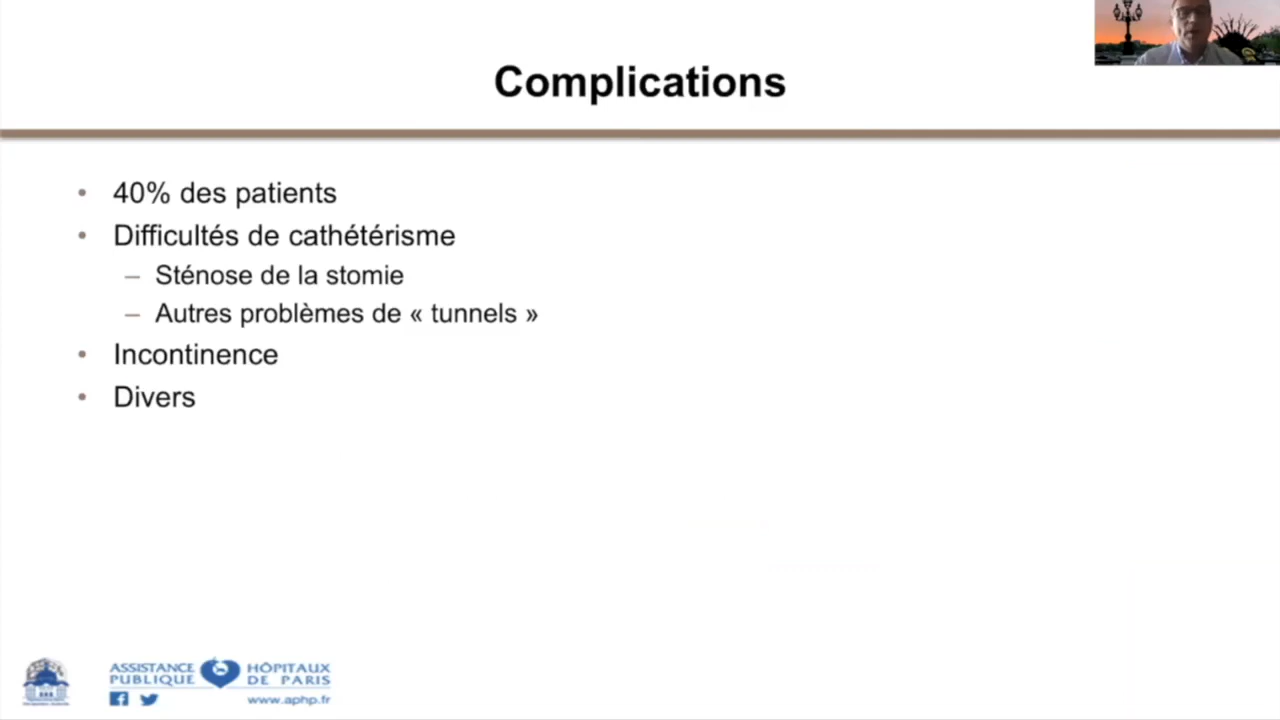 Complications
• 40% des patients
• Difficultés de cathétérisme
– Sténose de la stomie
– Autres problèmes de « tunnels »
• Incontinence
• Divers
ASSISTANCE PUBLIQUE
HÔPITAUX DE PARIS
www.aphp.fr